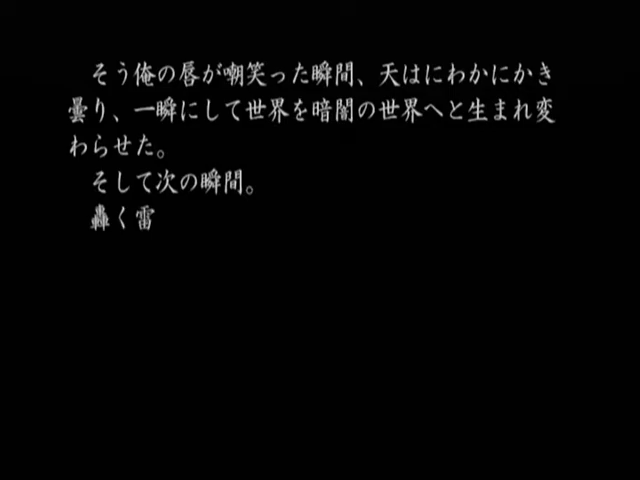 そう俺の唇が嘲笑った瞬間、天はにわかにかき
曇り、一瞬にして世界を暗闇の世界へと生まれ変
わらせた。
そして次の瞬間。
轟く雷